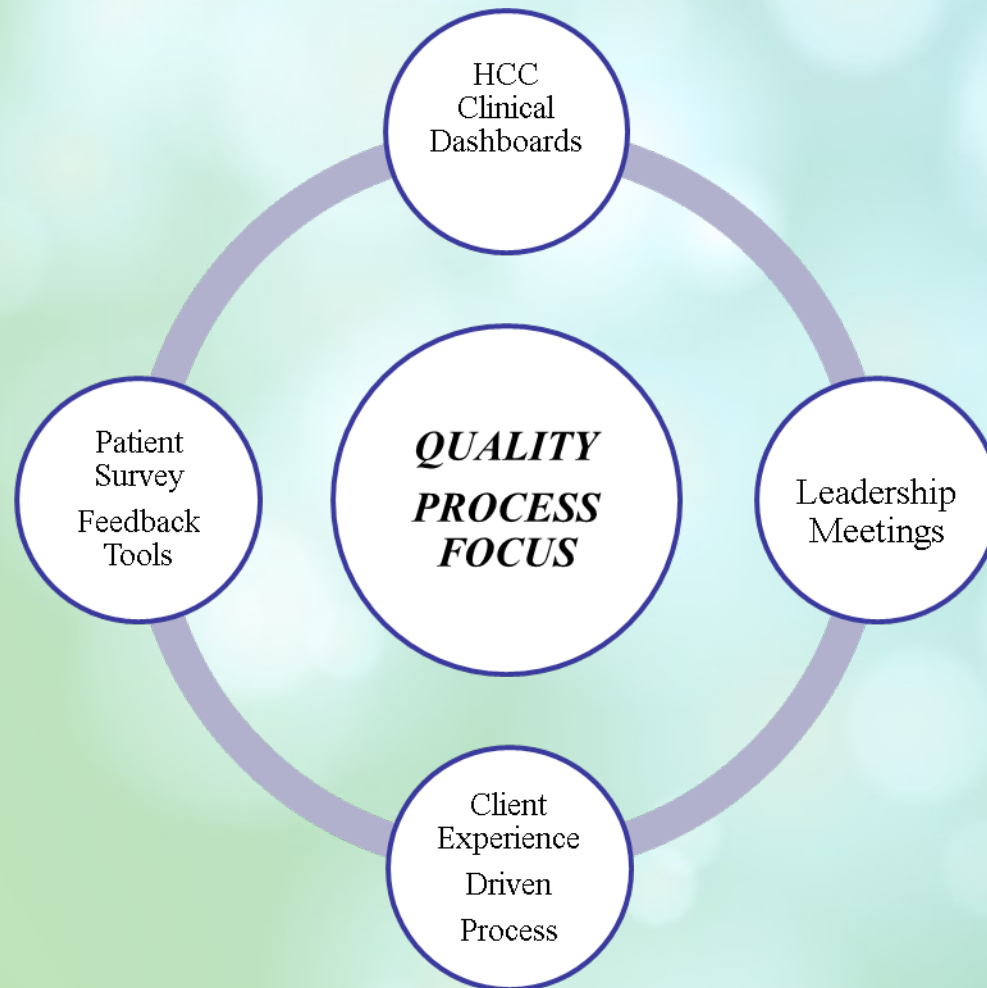 HCC
Clinical
Dashboards
Patient
Survey
Feedback
Tools
QUALITY
PROCESS
FOCUS
Leadership
Meetings
Client
Experience
Driven
Process